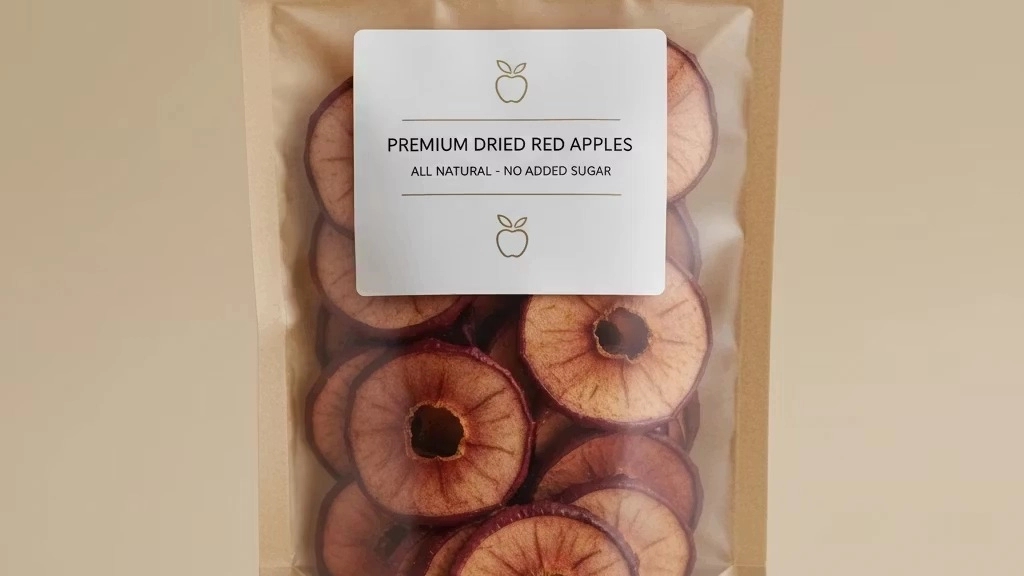 PREMIUM DRIED RED APPLES
ALL NATURAL - NO ADDED SUGAR